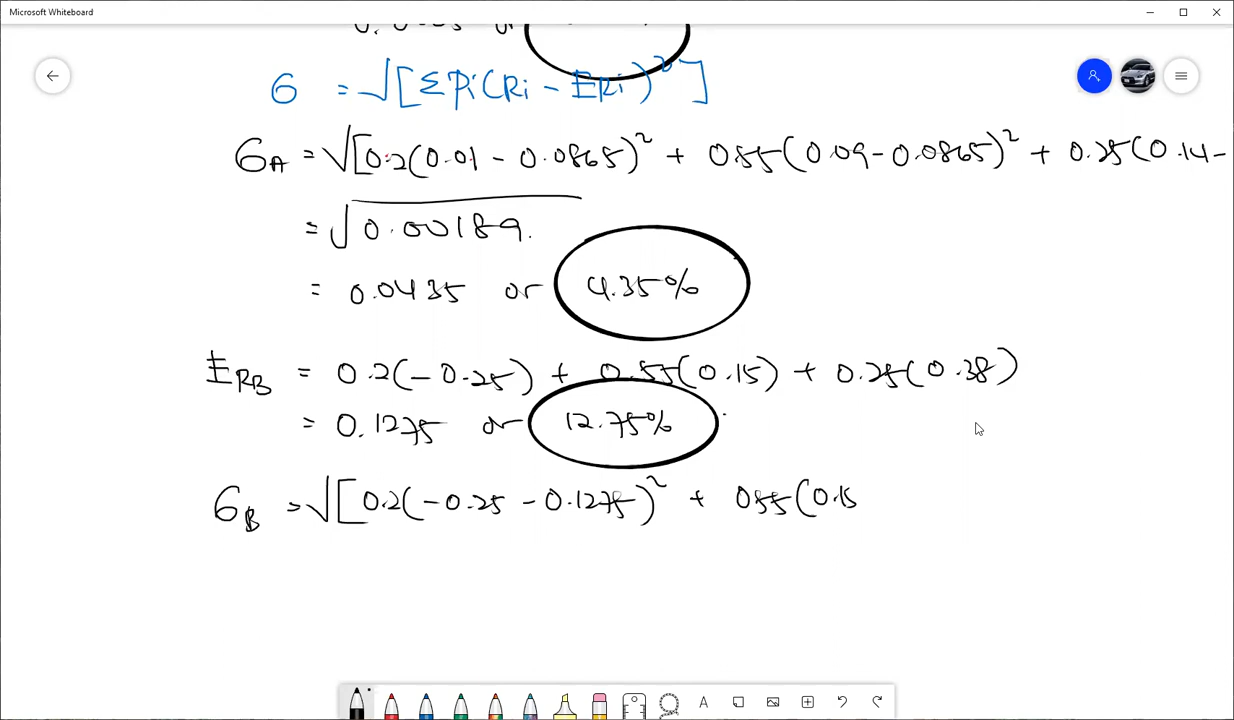 Microsoft Whiteboard
6 = √[ΣPi(Ri - ERi)²]
6A = √[0.2(0.01 - 0.0865)² + 0.55(0.09 - 0.0865)² + 0.25(0.14 -
= √0.00189.
= 0.0435 or 4.35%
ERB = 0.2(-0.25) + 0.55(0.15) + 0.25(0.38)
= 0.1275 or 12.75%
6B = √[0.2(-0.25 - 0.1275)² + 0.55(0.15
A